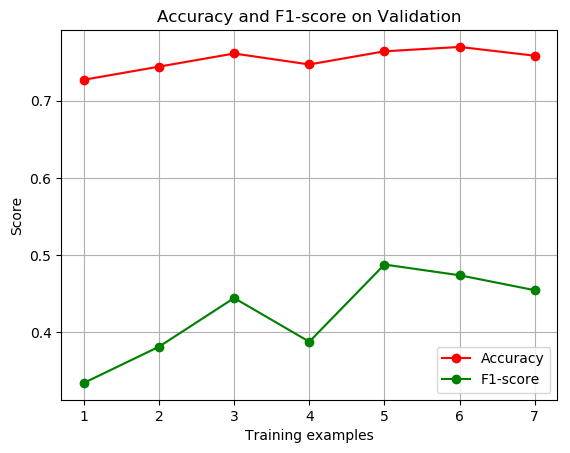 Accuracy and F1-score on Validation
Score
0.7
0.6
0.5
0.4
Accuracy
F1-score
1 2 3 4 5 6 7
Training examples